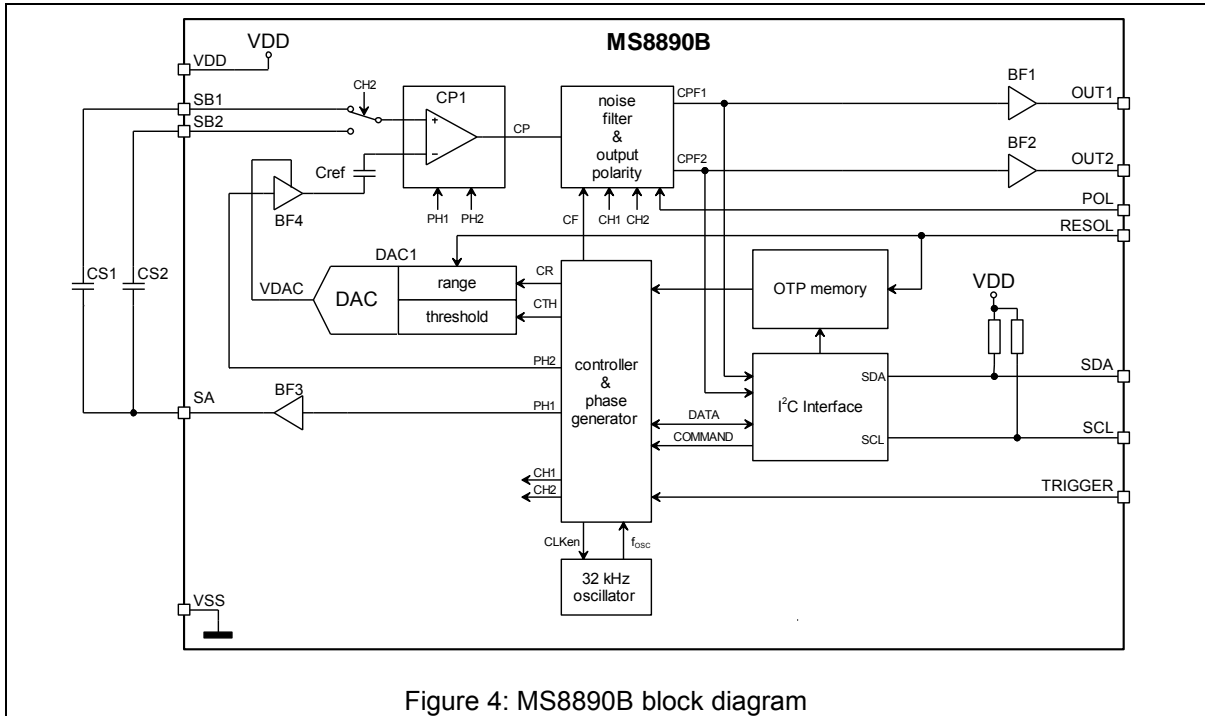 MS8890B
VDD
VDD
SB1
SB2
CH2
CP1
+
−
CP
noise
filter
&
output
polarity
CPF1
CPF2
BF1
OUT1
BF2
OUT2
POL
RESOL
Cref
BF4
PH1
PH2
CF
CH1
CH2
CS1
CS2
VDAC
DAC1
DAC
range
threshold
CR
CTH
PH2
PH1
controller
&
phase
generator
OTP memory
VDD
SDA
SDA
I²C Interface
SCL
SCL
DATA
COMMAND
SA
BF3
CH1
CH2
TRIGGER
CLKen
fosc
32 kHz
oscillator
VSS
Figure 4: MS8890B block diagram